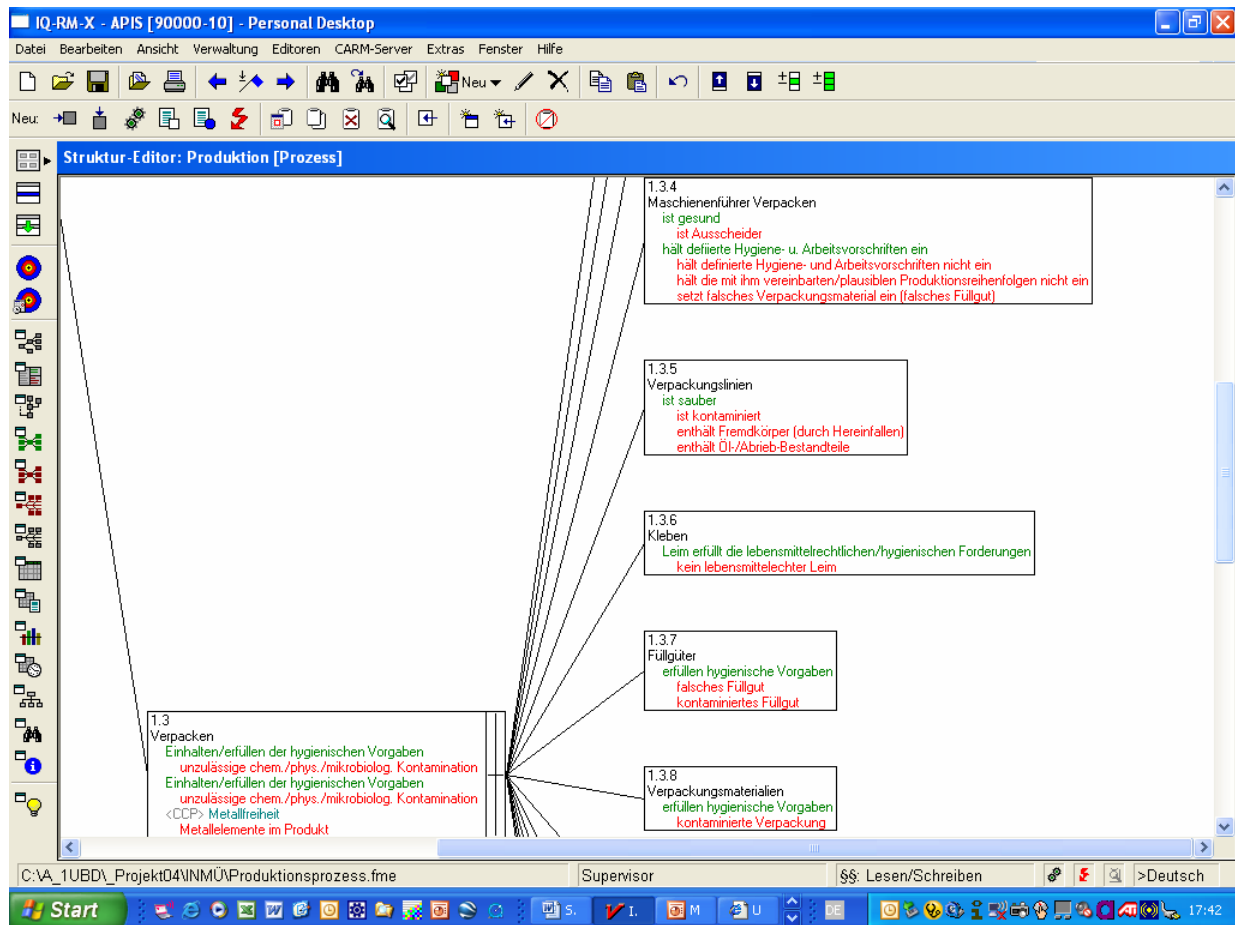 IQ-RM-X - APIS [90000-10] - Personal Desktop
Datei Bearbeiten Ansicht Verwaltung Editoren CARM-Server Extras Fenster Hilfe
Neu
Neu:
Struktur-Editor: Produktion [Prozess]
1.3.4
Maschienenführer Verpacken
ist gesund
ist Ausscheider
hält defiierte Hygiene- u. Arbeitsvorschriften ein
hält definierte Hygiene- und Arbeitsvorschriften nicht ein
hält die mit ihm vereinbarten/plausiblen Produktionsreihenfolgen nicht ein
setzt falsches Verpackungsmaterial ein (falsches Füllgut)
1.3.5
Verpackungslinien
ist sauber
ist kontaminiert
enthält Fremdkörper (durch Hereinfallen)
enthält Öl-/Abrieb-Bestandteile
1.3.6
Kleben
Leim erfüllt die lebensmittelrechtlichen/hygienischen Forderungen
kein lebensmittelechter Leim
1.3.7
Füllgüter
erfüllen hygienische Vorgaben
falsches Füllgut
kontaminiertes Füllgut
1.3
Verpacken
Einhalten/erfüllen der hygienischen Vorgaben
unzulässige chem./phys./mikrobiolog. Kontamination
Einhalten/erfüllen der hygienischen Vorgaben
unzulässige chem./phys./mikrobiolog. Kontamination
<CCP> Metallfreiheit
Metallelemente im Produkt
1.3.8
Verpackungsmaterialien
erfüllen hygienische Vorgaben
kontaminierte Verpackung
C:\A_1UBD\_Projekt04\INMÜ\Produktionsprozess.fme Supervisor §§: Lesen/Schreiben >Deutsch
Start S. I. M U DE 17:42